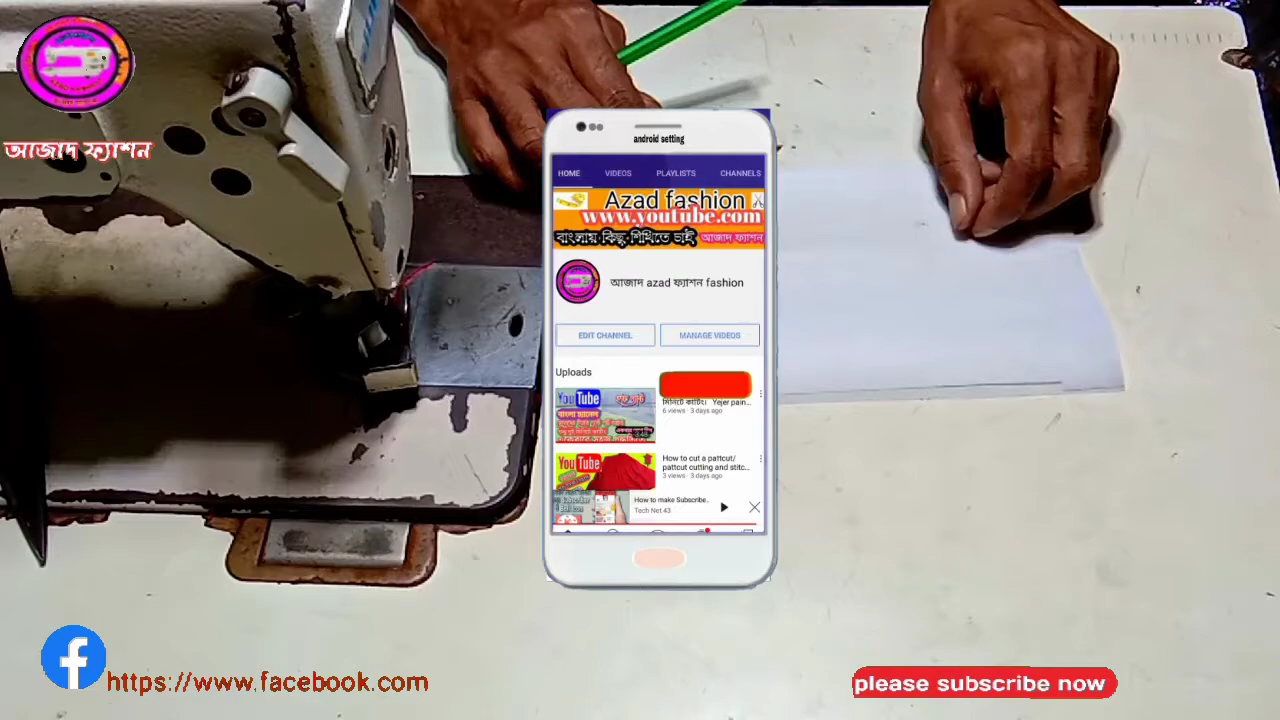 আজাদ ফ্যাশন
android setting
HOME VIDEOS PLAYLISTS CHANNELS
Azad fashion
www.youtube.com
বাংলায় কিছু শিখিতে চাই আজাদ ফ্যাশন
আজাদ azad ফ্যাশন fashion
EDIT CHANNEL MANAGE VIDEOS
Uploads
YouTube
মিনিটে কাটিং। Yejer pain...
6 views · 3 days ago
YouTube
How to cut a pattcut/
pattcut cutting and stitc...
3 views · 3 days ago
How to make Subscribe..
Tech Net 43
https://www.facebook.com
please subscribe now